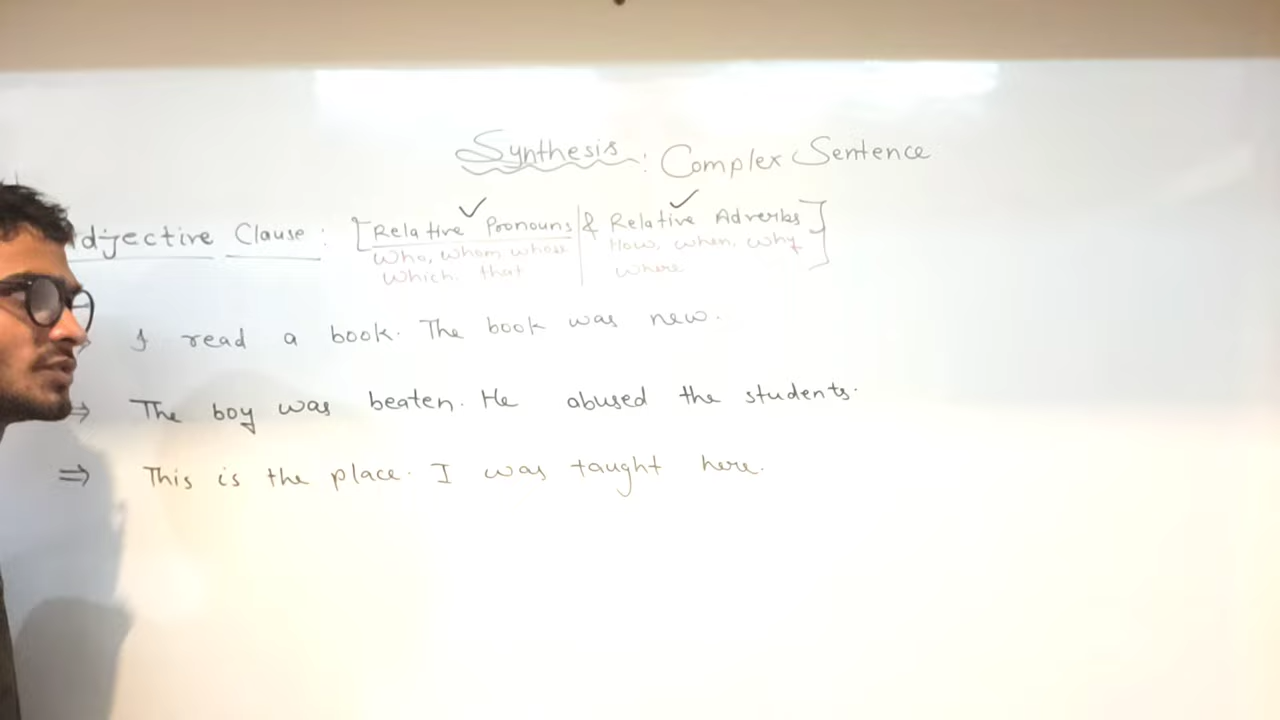 Synthesis : Complex Sentence
djective Clause : [Relative Pronouns & Relative Adverbs]
Who, whom whose How, when, why
which. that where
I read a book. The book was new.
⇒ The boy was beaten. He abused the students.
⇒ This is the place. I was taught here.